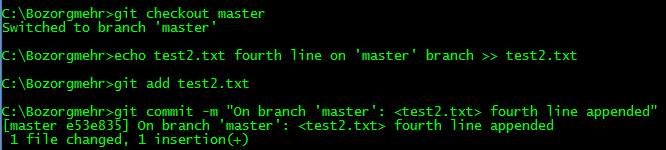 C:\Bozorgmehr>git checkout master
Switched to branch 'master'
C:\Bozorgmehr>echo test2.txt fourth line on 'master' branch >> test2.txt
C:\Bozorgmehr>git add test2.txt
C:\Bozorgmehr>git commit -m "On branch 'master': <test2.txt> fourth line appended"
[master e53e835] On branch 'master': <test2.txt> fourth line appended
 1 file changed, 1 insertion(+)